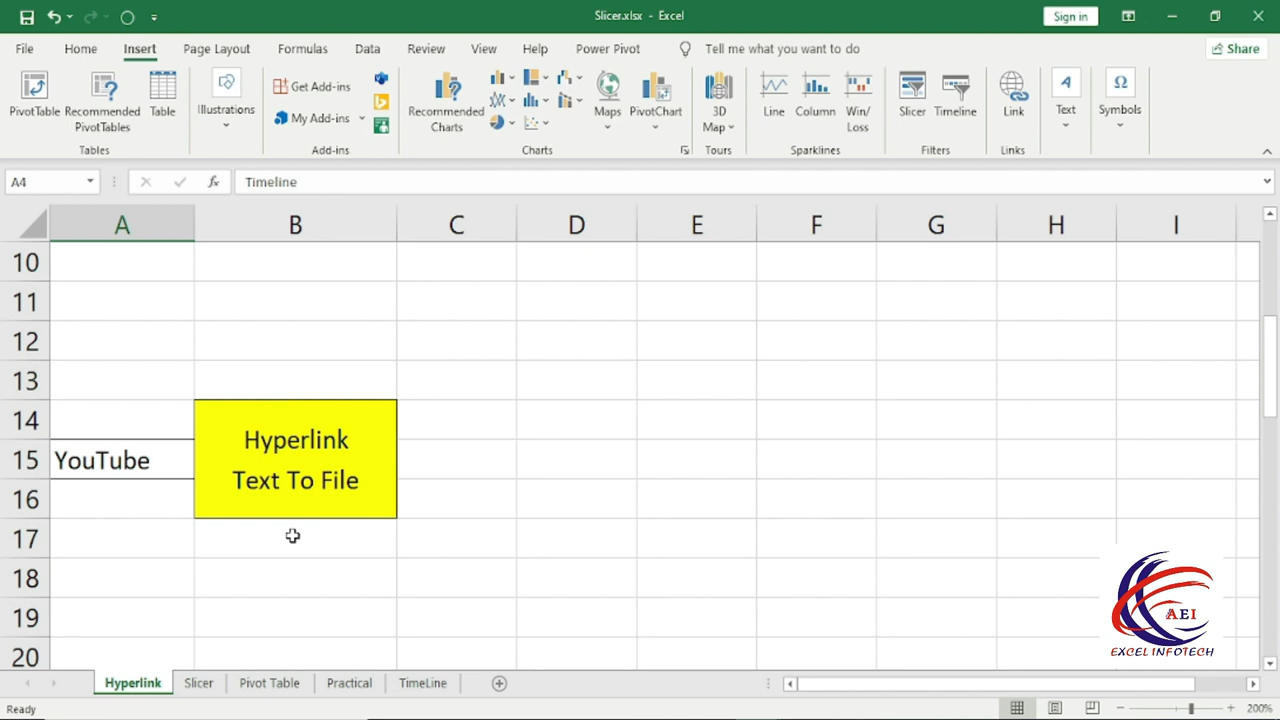 Slicer.xlsx - Excel
Sign in
File Home Insert Page Layout Formulas Data Review View Help Power Pivot Tell me what you want to do Share
PivotTable Recommended PivotTables Table Illustrations Get Add-ins My Add-ins Recommended Charts Maps PivotChart 3D Map Line Column Win/Loss Slicer Timeline Link Text Symbols
Tables Add-ins Charts Tours Sparklines Filters Links
A4 fx Timeline
A B C D E F G H I
10
11
12
13
14
Hyperlink
15 YouTube
Text To File
16
17
18
19
20
AEI
EXCEL INFOTECH
Hyperlink Slicer Pivot Table Practical TimeLine
Ready 200%